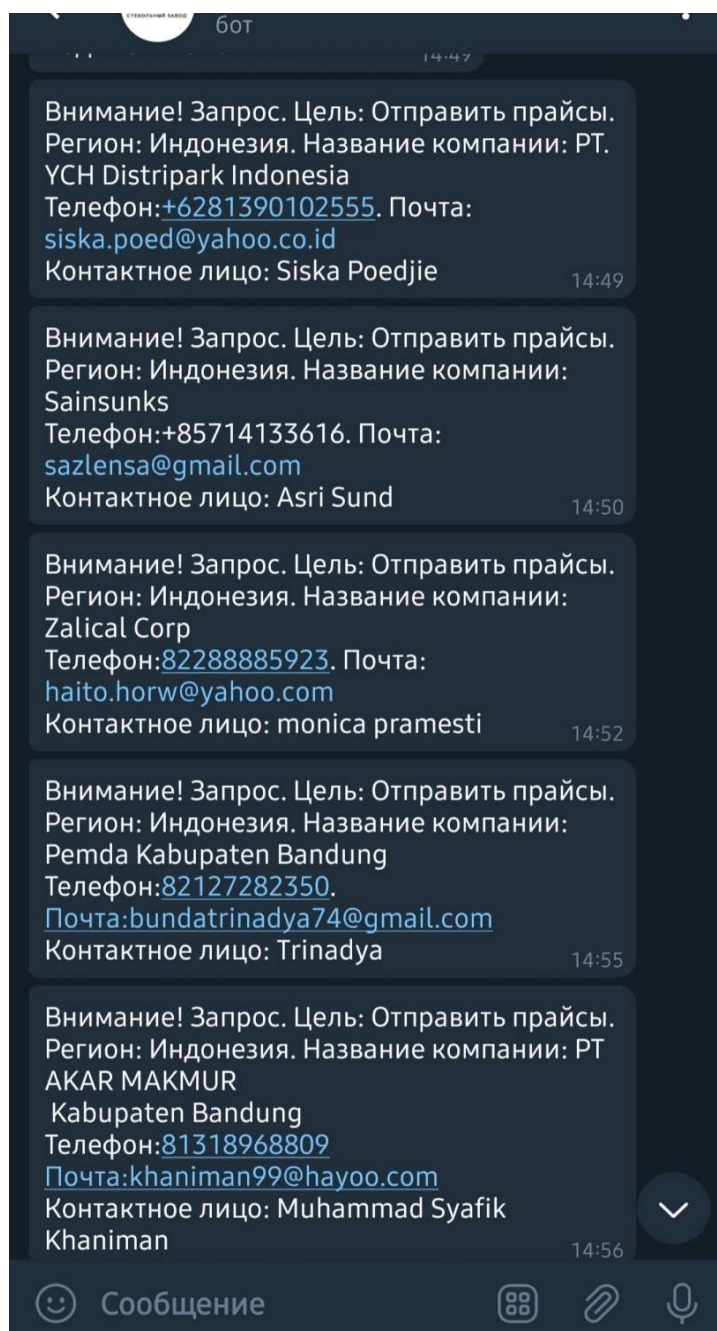 СТЕКОЛЬНЫЙ ЗАВОД
бот
14:49
Внимание! Запрос. Цель: Отправить прайсы.
Регион: Индонезия. Название компании: PT.
YCH Distripark Indonesia
Телефон:+6281390102555. Почта:
siska.poed@yahoo.co.id
Контактное лицо: Siska Poedjie
14:49
Внимание! Запрос. Цель: Отправить прайсы.
Регион: Индонезия. Название компании:
Sainsunks
Телефон:+85714133616. Почта:
sazlensa@gmail.com
Контактное лицо: Asri Sund
14:50
Внимание! Запрос. Цель: Отправить прайсы.
Регион: Индонезия. Название компании:
Zalical Corp
Телефон:82288885923. Почта:
haito.horw@yahoo.com
Контактное лицо: monica pramesti
14:52
Внимание! Запрос. Цель: Отправить прайсы.
Регион: Индонезия. Название компании:
Pemda Kabupaten Bandung
Телефон:82127282350.
Почта:bundatrinadya74@gmail.com
Контактное лицо: Trinadya
14:55
Внимание! Запрос. Цель: Отправить прайсы.
Регион: Индонезия. Название компании: PT
AKAR MAKMUR
Kabupaten Bandung
Телефон:81318968809
Почта:khaniman99@hayoo.com
Контактное лицо: Muhammad Syafik
Khaniman
14:56
Сообщение